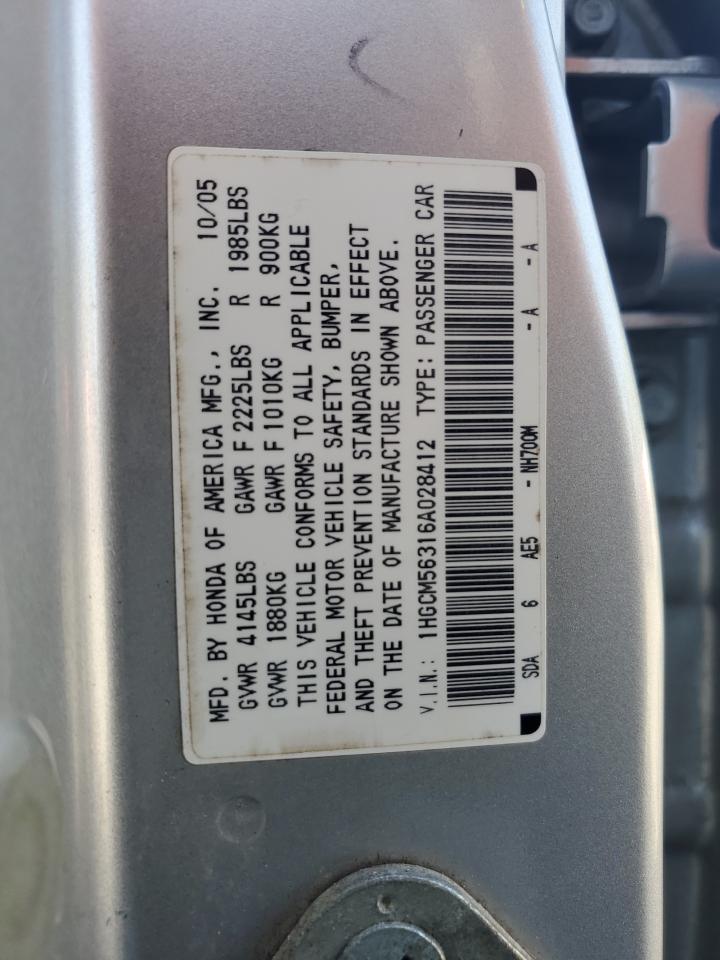 MFD. BY HONDA OF AMERICA MFG., INC. 10/05
GVWR 4145LBS GAWR F 2225LBS R 1985LBS
GVWR 1880KG GAWR F 1010KG R 900KG
THIS VEHICLE CONFORMS TO ALL APPLICABLE
FEDERAL MOTOR VEHICLE SAFETY, BUMPER,
AND THEFT PREVENTION STANDARDS IN EFFECT
ON THE DATE OF MANUFACTURE SHOWN ABOVE.
V.I.N.: 1HGCM56316A028412 TYPE: PASSENGER CAR
SDA 6 AE5 - NH700M - A - A